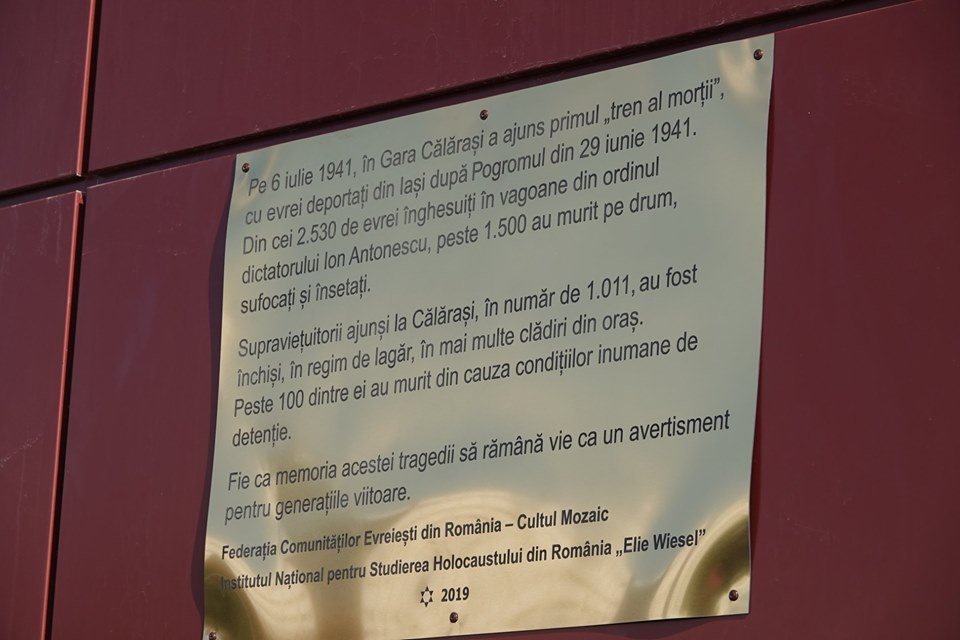 Pe 6 iulie 1941, în Gara Călărași a ajuns primul „tren al morții”,
cu evrei deportați din Iași după Pogromul din 29 iunie 1941.
Din cei 2.530 de evrei înghesuiți în vagoane din ordinul
dictatorului Ion Antonescu, peste 1.500 au murit pe drum,
sufocați și însetați.
Supraviețuitorii ajunși la Călărași, în număr de 1.011, au fost
închiși, în regim de lagăr, în mai multe clădiri din oraș.
Peste 100 dintre ei au murit din cauza condițiilor inumane de
detenție.
Fie ca memoria acestei tragedii să rămână vie ca un avertisment
pentru generațiile viitoare.
Federația Comunităților Evreiești din România – Cultul Mozaic
Institutul Național pentru Studierea Holocaustului din România „Elie Wiesel”
2019